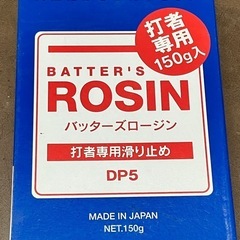 打者
専用
150g入
BATTER'S
ROSIN
バッターズロージン
打者専用滑り止め
DP5
MADE IN JAPAN
NET.150g